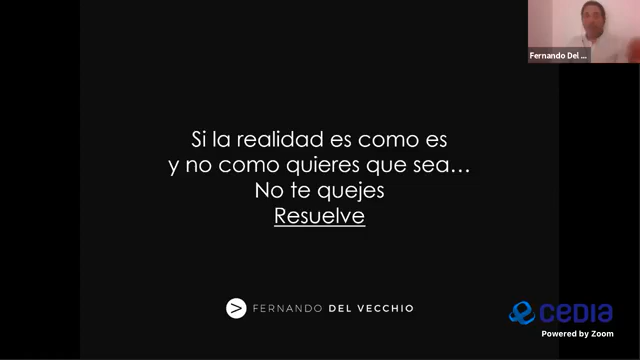 Fernando Del ...
Si la realidad es como es
y no como quieres que sea...
No te quejes
Resuelve
FERNANDO DEL VECCHIO
cedia
Powered by Zoom